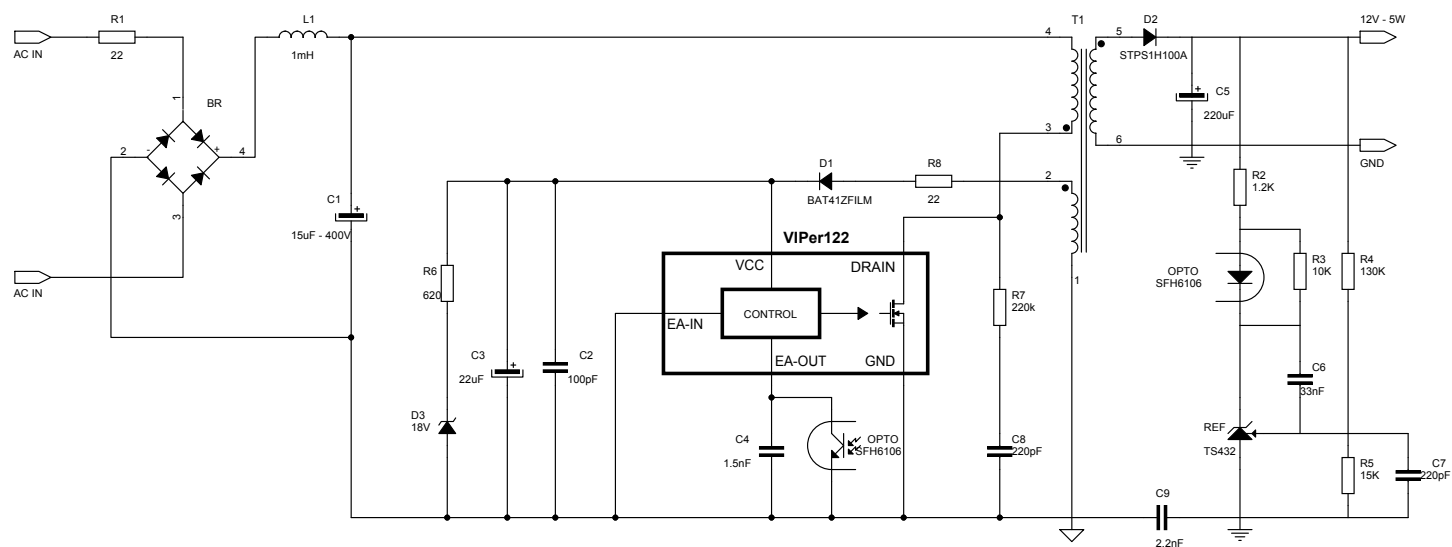 R1
22
AC IN
L1
1mH
4
T1
5
D2
STPS1H100A
12V - 5W
BR
1
2
-
+
4
3
3
6
C5
+
220uF
GND
R2
1.2K
D1
BAT41ZFILM
R8
22
2
C1
+
15uF - 400V
VIPer122
VCC
DRAIN
CONTROL
EA-IN
EA-OUT
GND
1
R7
220k
OPTO
SFH6106
R3
10K
R4
130K
AC IN
R6
620
C3
+
22uF
C2
100pF
C6
33nF
D3
18V
C4
1.5nF
OPTO
SFH6106
C8
220pF
REF
TS432
R5
15K
C7
220pF
C9
2.2nF